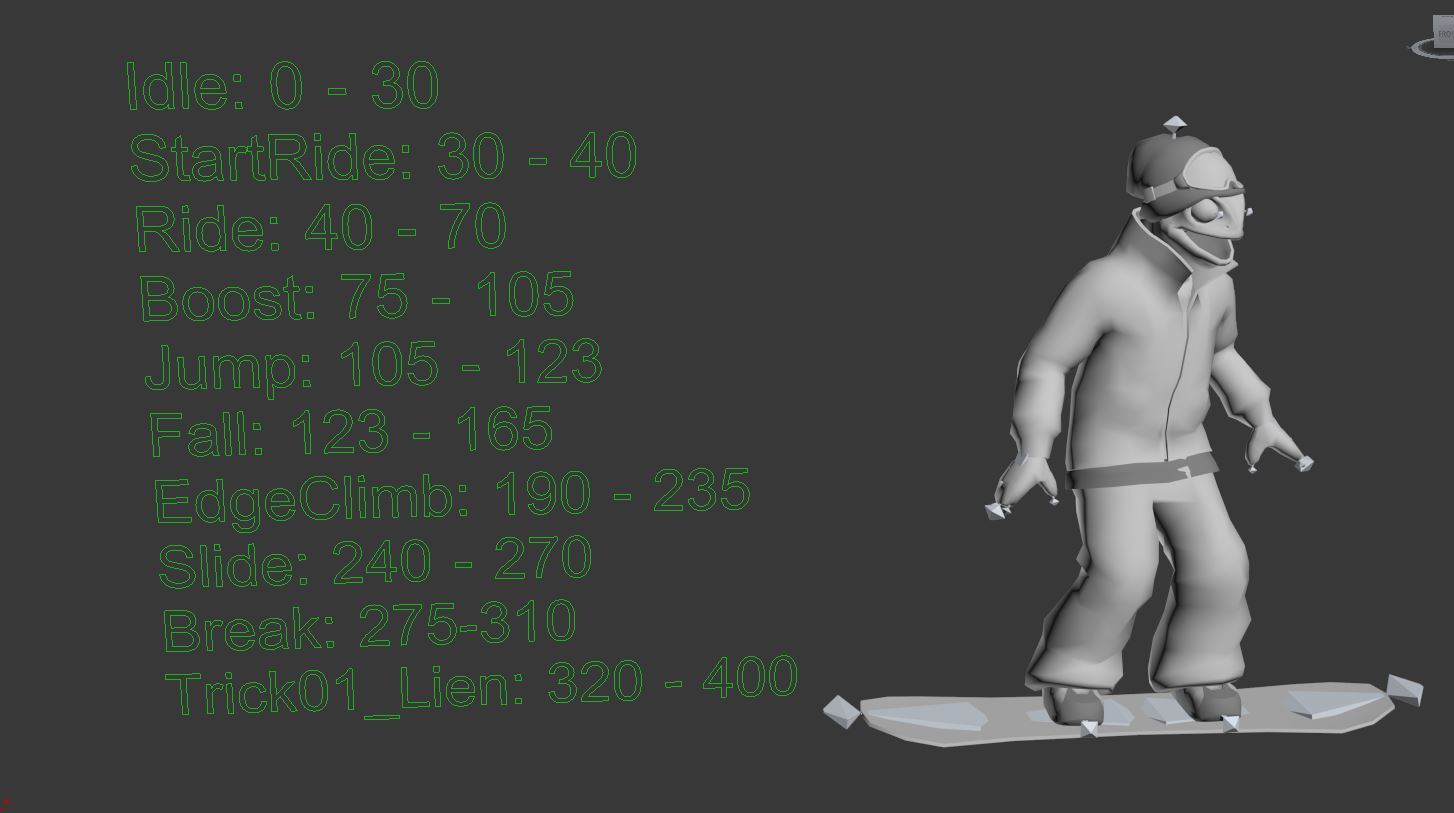 Idle: 0 - 30
StartRide: 30 - 40
Ride: 40 - 70
Boost: 75 - 105
Jump: 105 - 123
Fall: 123 - 165
EdgeClimb: 190 - 235
Slide: 240 - 270
Break: 275-310
Trick01_Lien: 320 - 400